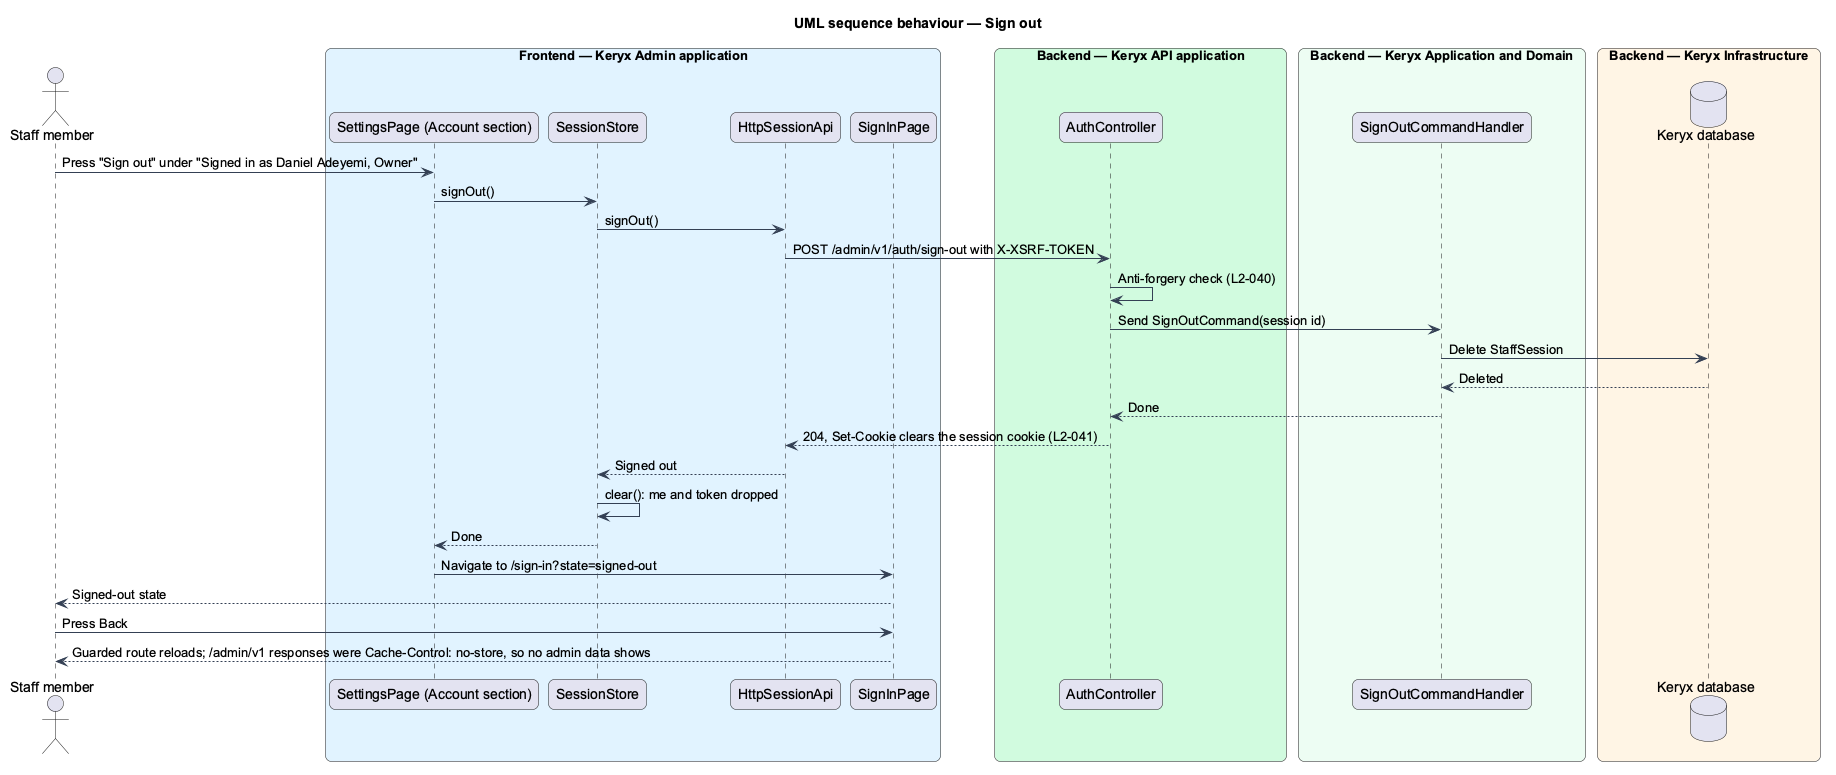 UML sequence behaviour — Sign out
Frontend — Keryx Admin application
Backend — Keryx API application
Backend — Keryx Application and Domain
Backend — Keryx Infrastructure
Staff member
SettingsPage (Account section)
SessionStore
HttpSessionApi
SignInPage
AuthController
SignOutCommandHandler
Keryx database
Press "Sign out" under "Signed in as Daniel Adeyemi, Owner"
signOut()
signOut()
POST /admin/v1/auth/sign-out with X-XSRF-TOKEN
Anti-forgery check (L2-040)
Send SignOutCommand(session id)
Delete StaffSession
Deleted
Done
204, Set-Cookie clears the session cookie (L2-041)
Signed out
clear(): me and token dropped
Done
Navigate to /sign-in?state=signed-out
Signed-out state
Press Back
Guarded route reloads; /admin/v1 responses were Cache-Control: no-store, so no admin data shows
Staff member
SettingsPage (Account section)
SessionStore
HttpSessionApi
SignInPage
AuthController
SignOutCommandHandler
Keryx database